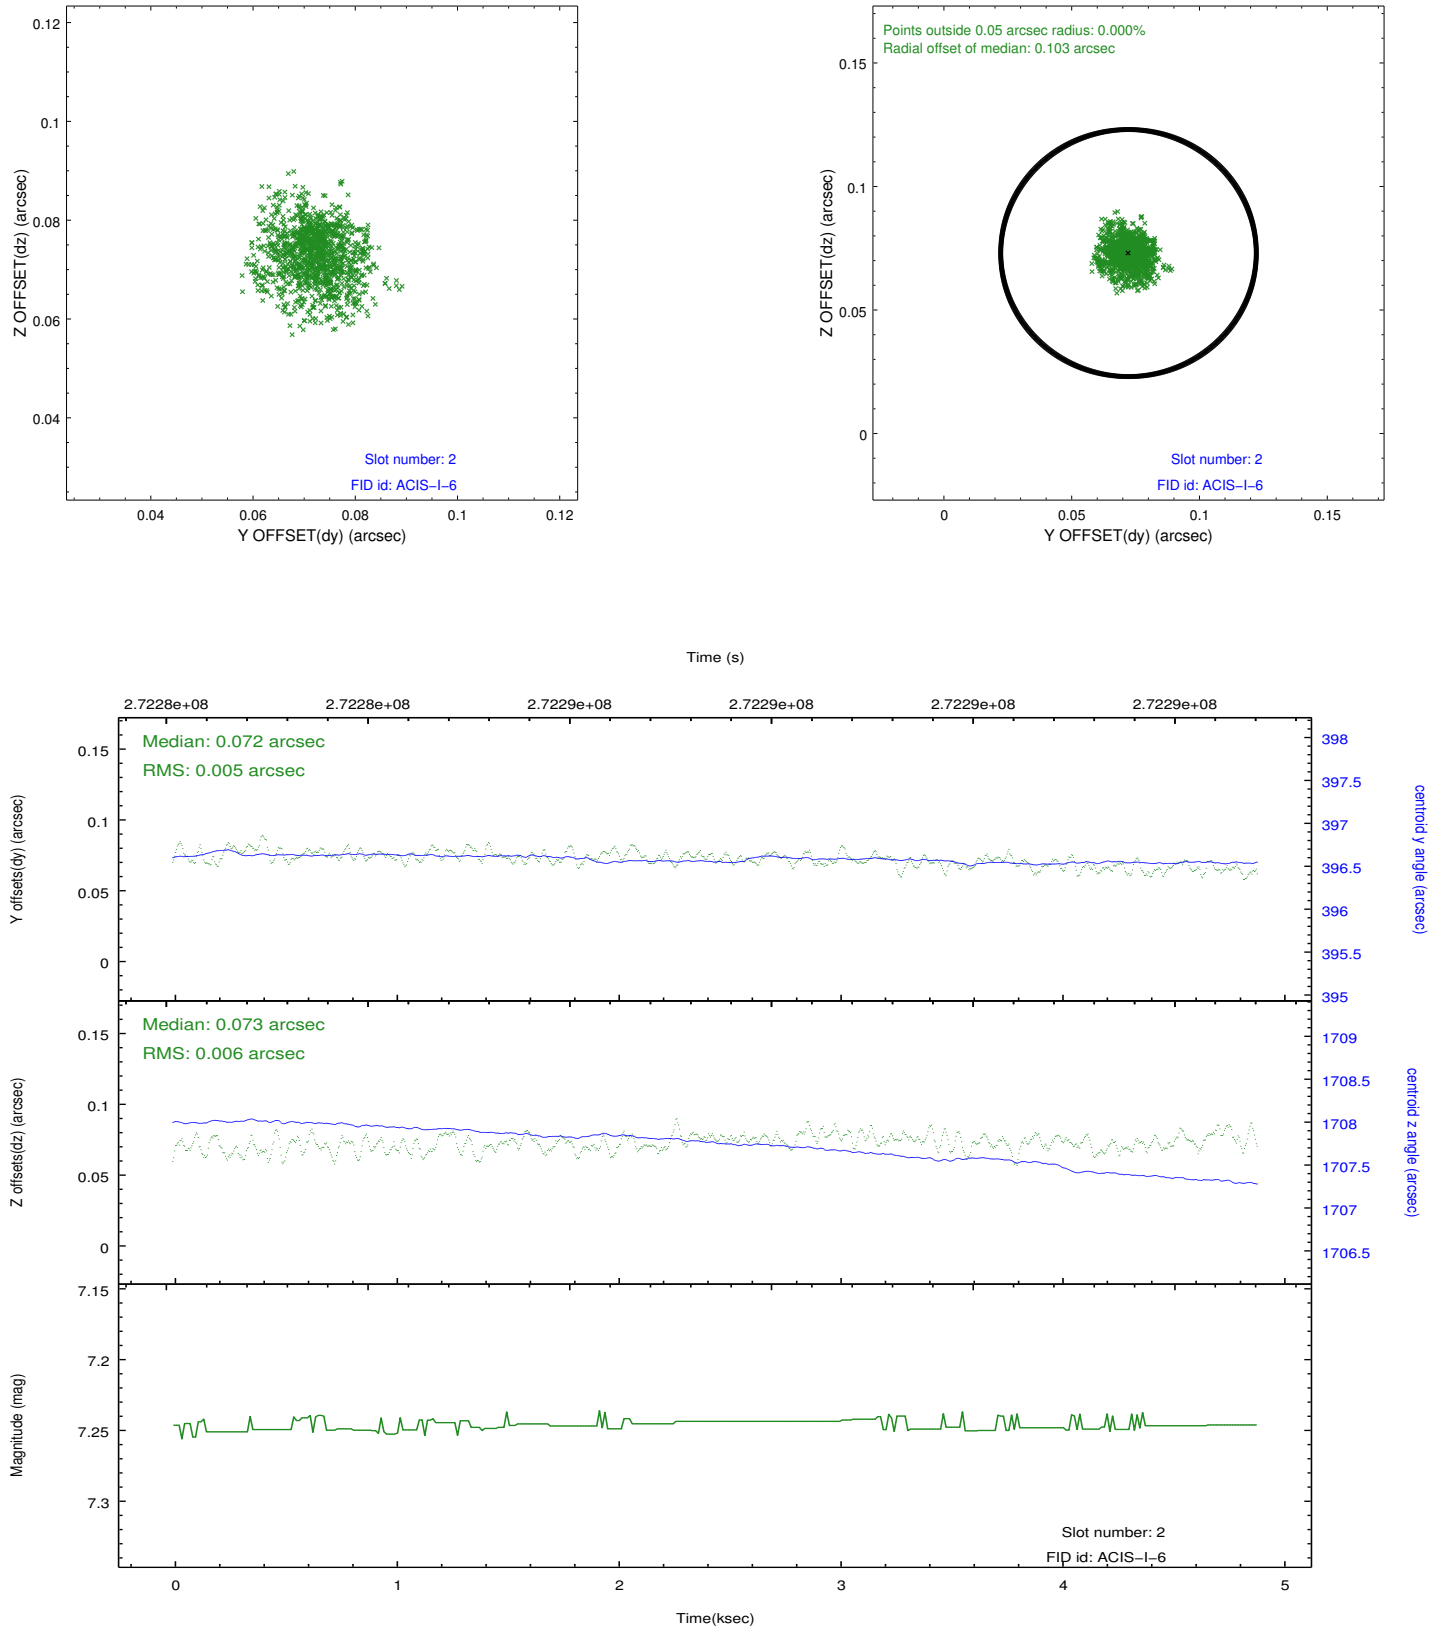 0.12
0.1
0.08
0.06
0.04
Z OFFSET(dz) (arcsec)
Slot number: 2
FID id: ACIS−I−6
0.04 0.06 0.08 0.1 0.12
Y OFFSET(dy) (arcsec)
Points outside 0.05 arcsec radius: 0.000%
Radial offset of median: 0.103 arcsec
0.15
0.1
0.05
0
Z OFFSET(dz) (arcsec)
Slot number: 2
FID id: ACIS−I−6
0 0.05 0.1 0.15
Y OFFSET(dy) (arcsec)
Time (s)
2.7228e+08 2.7228e+08 2.7229e+08 2.7229e+08 2.7229e+08 2.7229e+08
Median: 0.072 arcsec
RMS: 0.005 arcsec
0.15
0.1
0.05
0
Y offsets(dy) (arcsec)
398
397.5
397
396.5
396
395.5
395
centroid y angle (arcsec)
Median: 0.073 arcsec
RMS: 0.006 arcsec
0.15
0.1
0.05
0
Z offsets(dz) (arcsec)
1709
1708.5
1708
1707.5
1707
1706.5
centroid z angle (arcsec)
7.15
7.2
7.25
7.3
Magnitude (mag)
Slot number: 2
FID id: ACIS−I−6
0 1 2 3 4 5
Time(ksec)